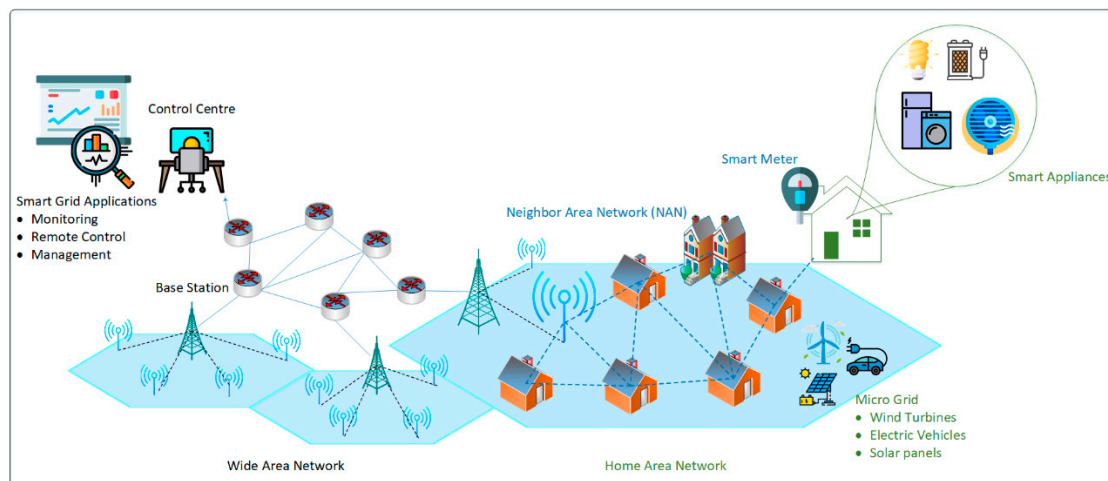 Control Centre
Smart Grid Applications
• Monitoring
• Remote Control
• Management
Base Station
Wide Area Network
Neighbor Area Network (NAN)
Smart Meter
Smart Appliances
Micro Grid
• Wind Turbines
• Electric Vehicles
• Solar panels
Home Area Network